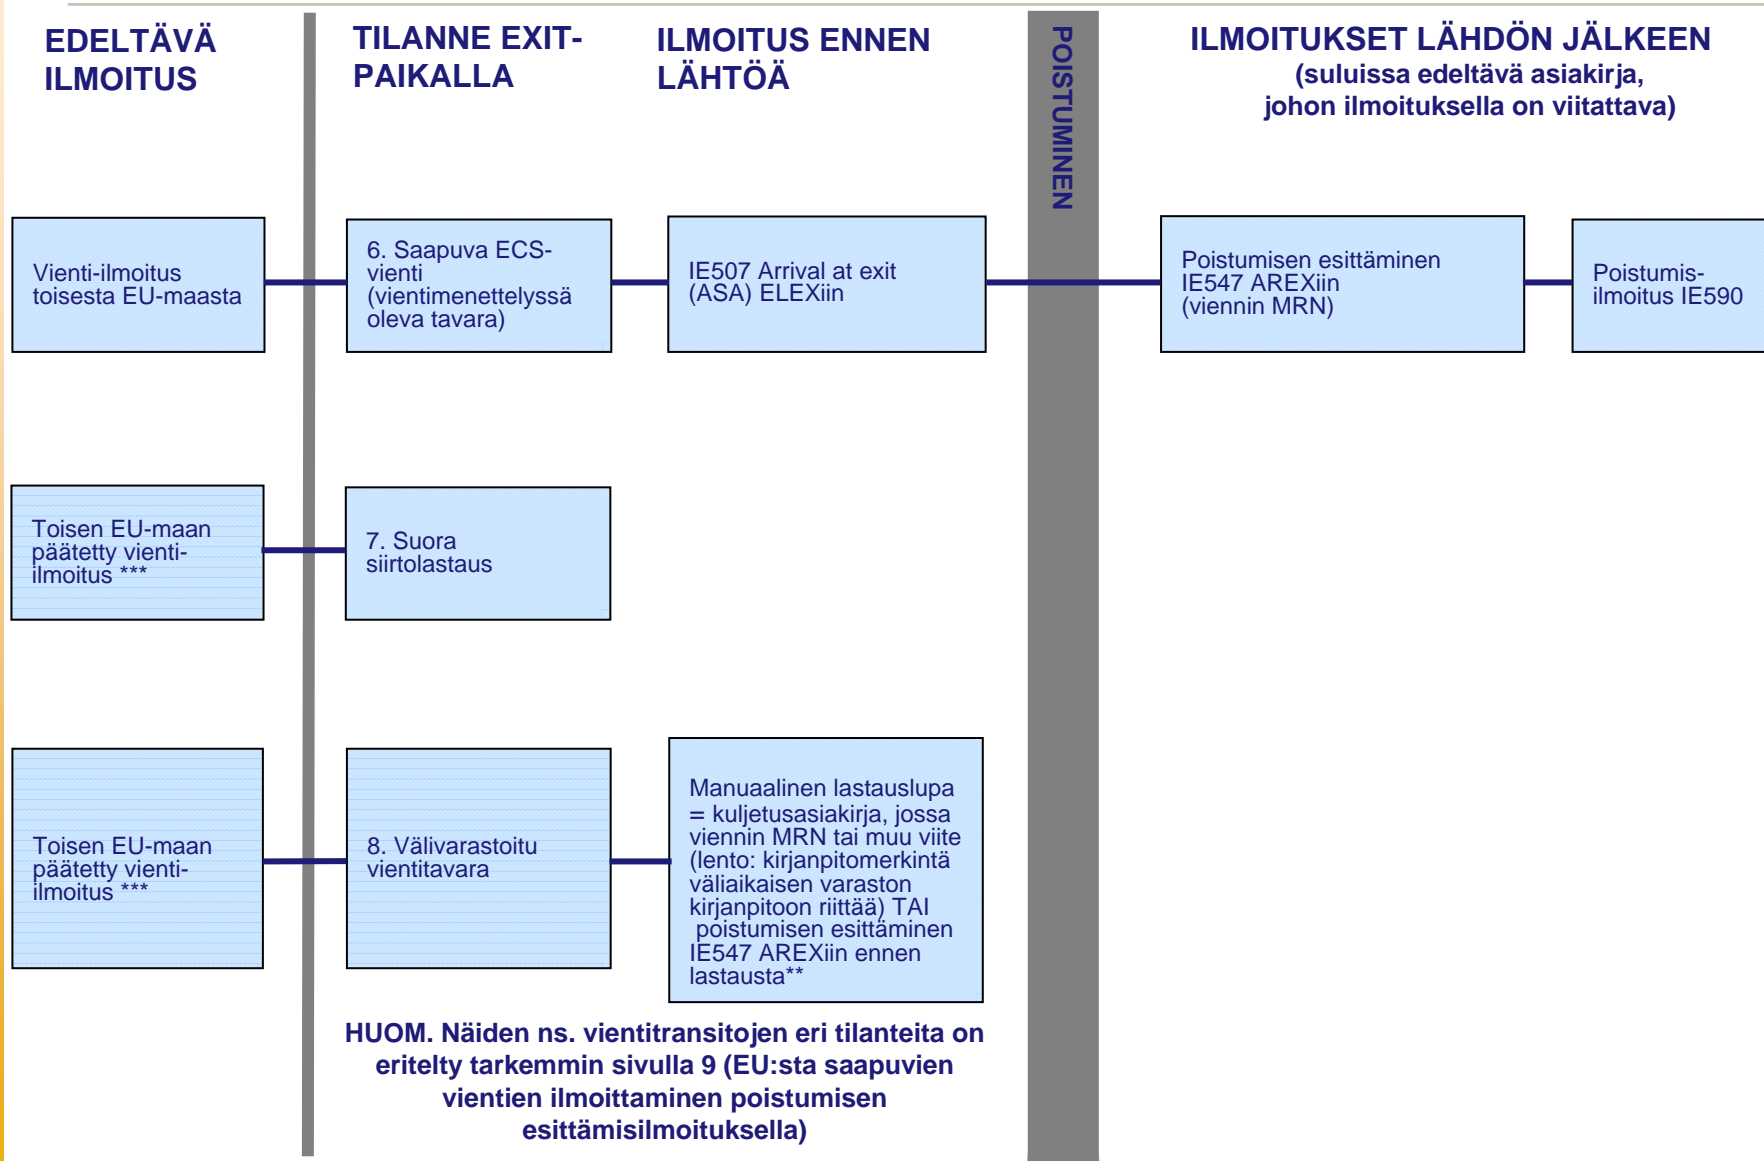 EDELTÄVÄ
ILMOITUS
TILANNE EXIT-
PAIKALLA
ILMOITUS ENNEN
LÄHTÖÄ
POISTUMINEN
ILMOITUKSET LÄHDÖN JÄLKEEN
(suluissa edeltävä asiakirja,
johon ilmoituksella on viitattava)
Vienti-ilmoitus
toisesta EU-maasta
6. Saapuva ECS-
vienti
(vientimenettelyssä
oleva tavara)
IE507 Arrival at exit
(ASA) ELEXiin
Poistumisen esittäminen
IE547 AREXiin
(viennin MRN)
Poistumis-
ilmoitus IE590
Toisen EU-maan
päätetty vienti-
ilmoitus ***
7. Suora
siirtolastaus
Toisen EU-maan
päätetty vienti-
ilmoitus ***
8. Välivarastoitu
vientitavara
Manuaalinen lastauslupa
= kuljetusasiakirja, jossa
viennin MRN tai muu viite
(lento: kirjanpitomerkintä
väliaikaisen varaston
kirjanpitoon riittää) TAI
poistumisen esittäminen
IE547 AREXiin ennen
lastausta**
HUOM. Näiden ns. vientitransitojen eri tilanteita on
eritelty tarkemmin sivulla 9 (EU:sta saapuvien
vientien ilmoittaminen poistumisen
esittämisilmoituksella)